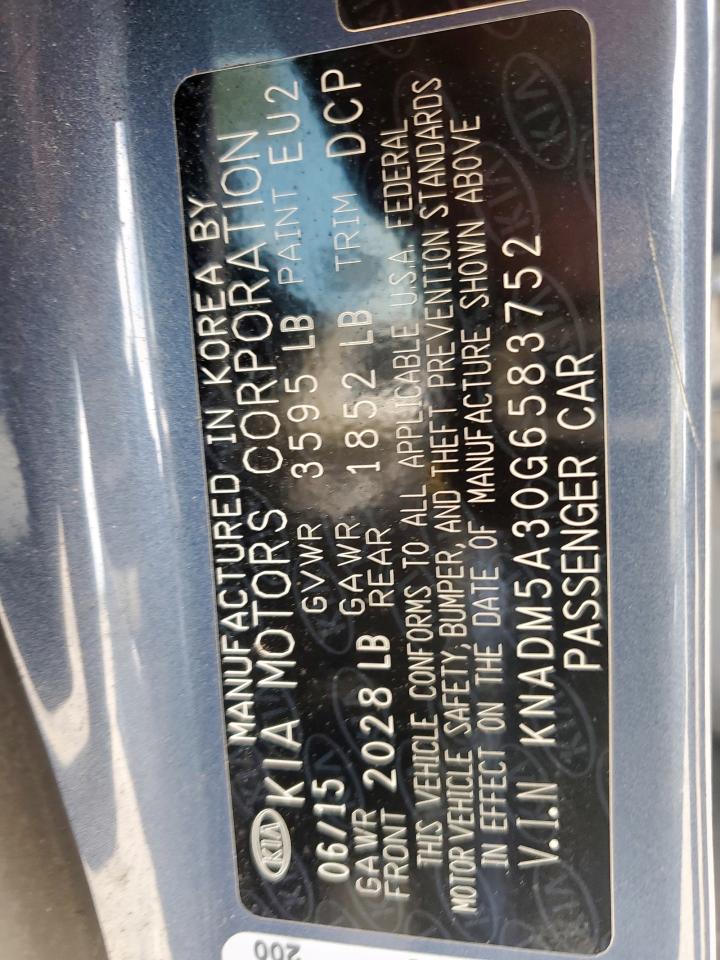 MANUFACTURED IN KOREA BY
KIA KIA MOTORS CORPORATION
06/15 GVWR 3595 LB PAINT EU2
GAWR FRONT 2028 LB GAWR REAR 1852 LB TRIM DCP
THIS VEHICLE CONFORMS TO ALL APPLICABLE U.S.A. FEDERAL
MOTOR VEHICLE SAFETY, BUMPER, AND THEFT PREVENTION STANDARDS
IN EFFECT ON THE DATE OF MANUFACTURE SHOWN ABOVE
V.I.N KNADM5A30G6583752
PASSENGER CAR
200